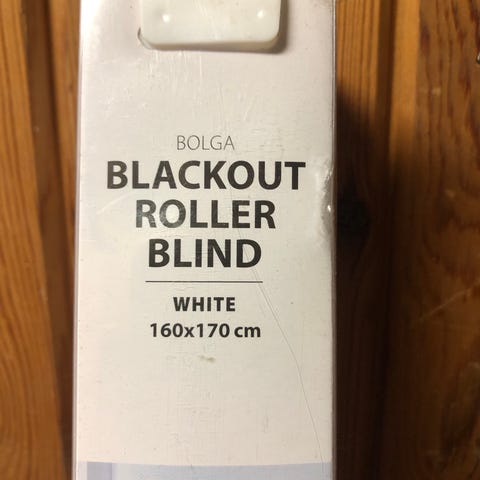 BOLGA
BLACKOUT
ROLLER
BLIND
WHITE
160x170 cm